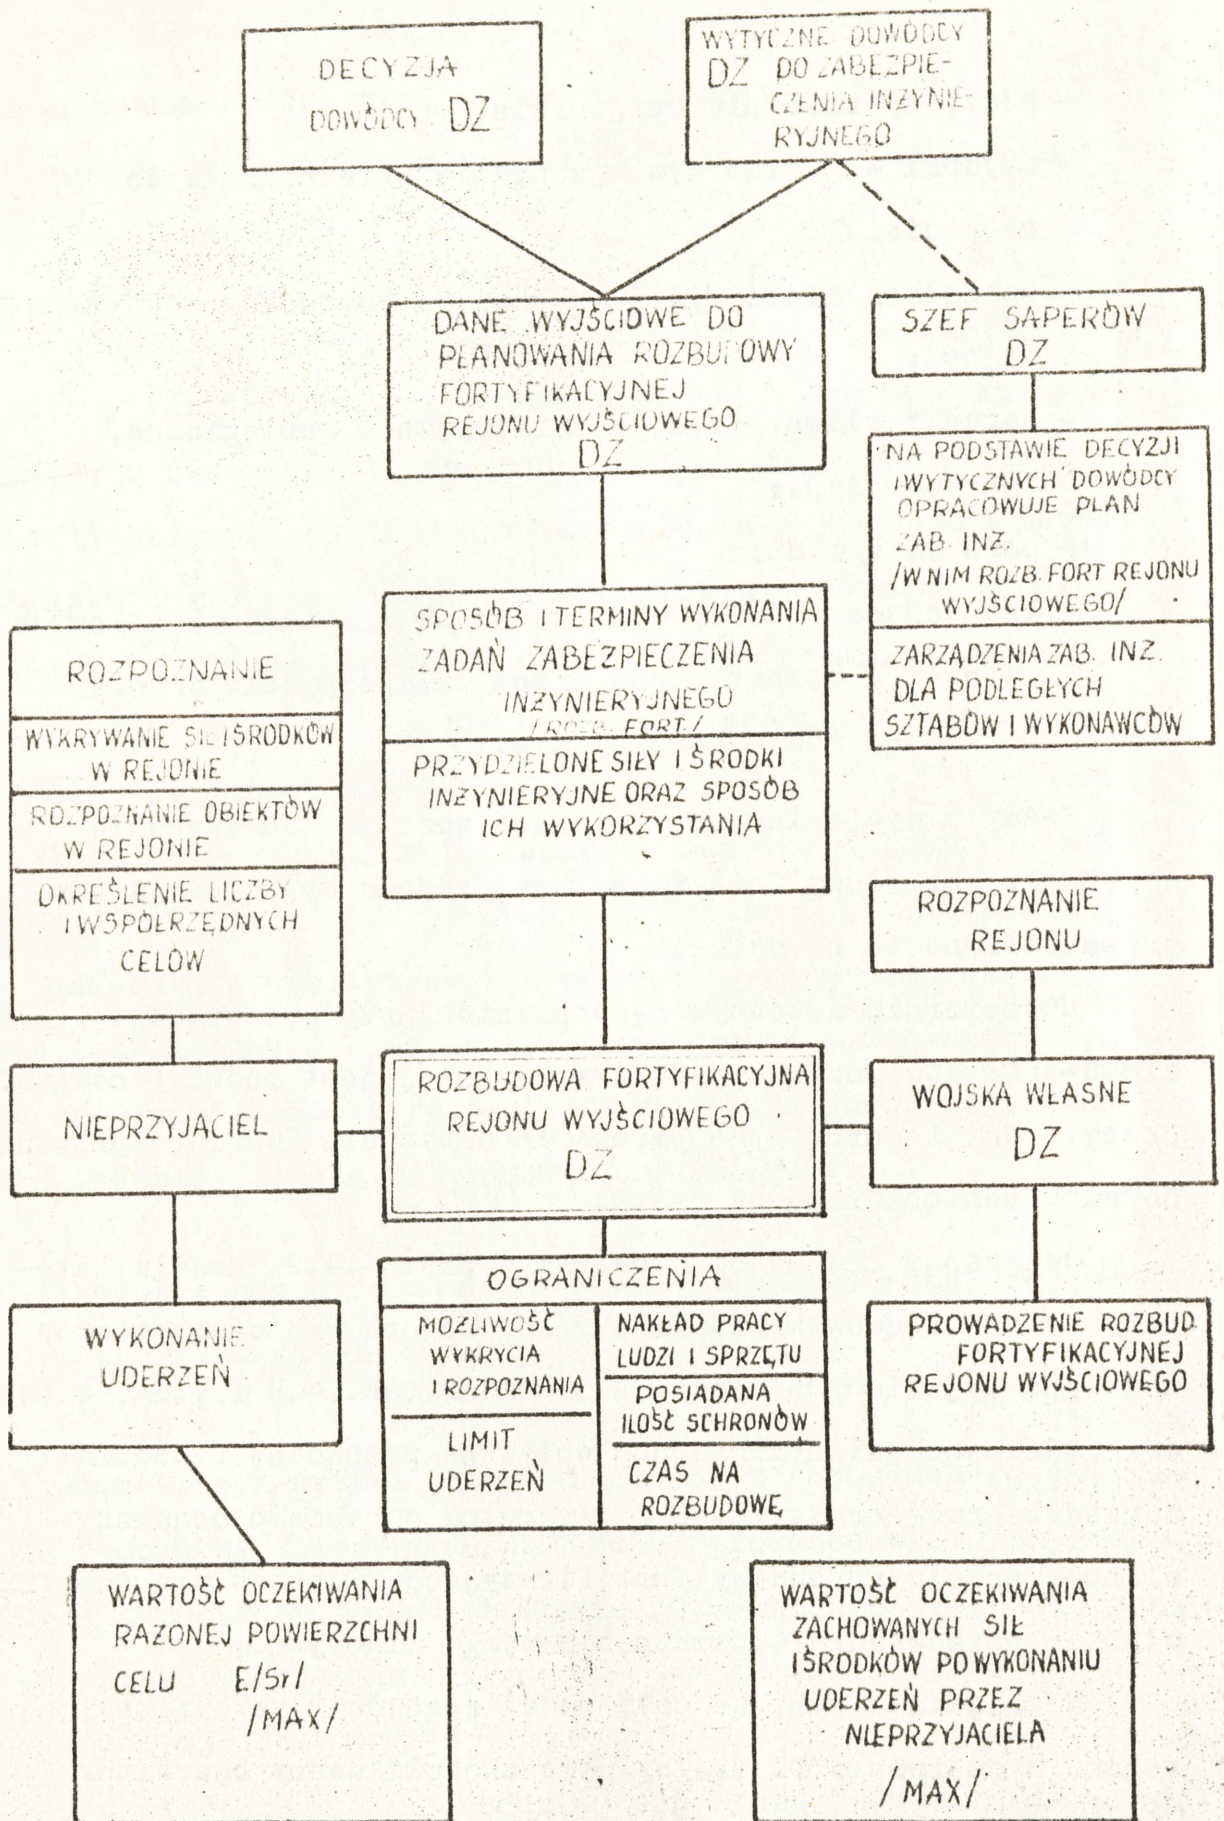 DECYZJA
DOWÓDCY DZ
WYTYCZNE DOWÓDCY
DZ DO ZABEZPIE-
CZENIA INŻYNIE-
RYJNEGO
DANE WYJŚCIOWE DO
PLANOWANIA ROZBUDOWY
FORTYFIKACYJNEJ
REJONU WYJŚCIOWEGO
DZ
SZEF SAPERÓW
DZ
NA PODSTAWIE DECYZJI
I WYTYCZNYCH DOWÓDCY
OPRACOWUJE PLAN
ZAB. INŻ.
/W NIM ROZB. FORT REJONU
WYJŚCIOWEGO/
ZARZĄDZENIA ZAB. INŻ.
DLA PODLEGŁYCH
SZTABÓW I WYKONAWCÓW
SPOSÓB I TERMINY WYKONANIA
ZADAŃ ZABEZPIECZENIA
INŻYNIERYJNEGO
/ROZB. FORT./
PRZYDZIELONE SIŁY I ŚRODKI
INŻYNIERYJNE ORAZ SPOSÓB
ICH WYKORZYSTANIA
ROZPOZNANIE
WYKRYWANIE SIŁ I ŚRODKÓW
W REJONIE
ROZPOZNANIE OBIEKTÓW
W REJONIE
OKREŚLENIE LICZBY
I WSPÓŁRZĘDNYCH
CELÓW
ROZPOZNANIE
REJONU
NIEPRZYJACIEL
ROZBUDOWA FORTYFIKACYJNA
REJONU WYJŚCIOWEGO
DZ
WOJSKA WŁASNE
DZ
WYKONANIE
UDERZEŃ
OGRANICZENIA
MOŻLIWOŚĆ
WYKRYCIA
I ROZPOZNANIA
LIMIT
UDERZEŃ
NAKŁAD PRACY
LUDZI I SPRZĘTU
POSIADANA
ILOŚĆ SCHRONÓW
CZAS NA
ROZBUDOWĘ
PROWADZENIE ROZBUD.
FORTYFIKACYJNEJ
REJONU WYJŚCIOWEGO
WARTOŚĆ OCZEKIWANIA
RAŻONEJ POWIERZCHNI
CELU E/Sr/
/MAX/
WARTOŚĆ OCZEKIWANIA
ZACHOWANYCH SIŁ
I ŚRODKÓW PO WYKONANIU
UDERZEŃ PRZEZ
NIEPRZYJACIELA
/MAX/